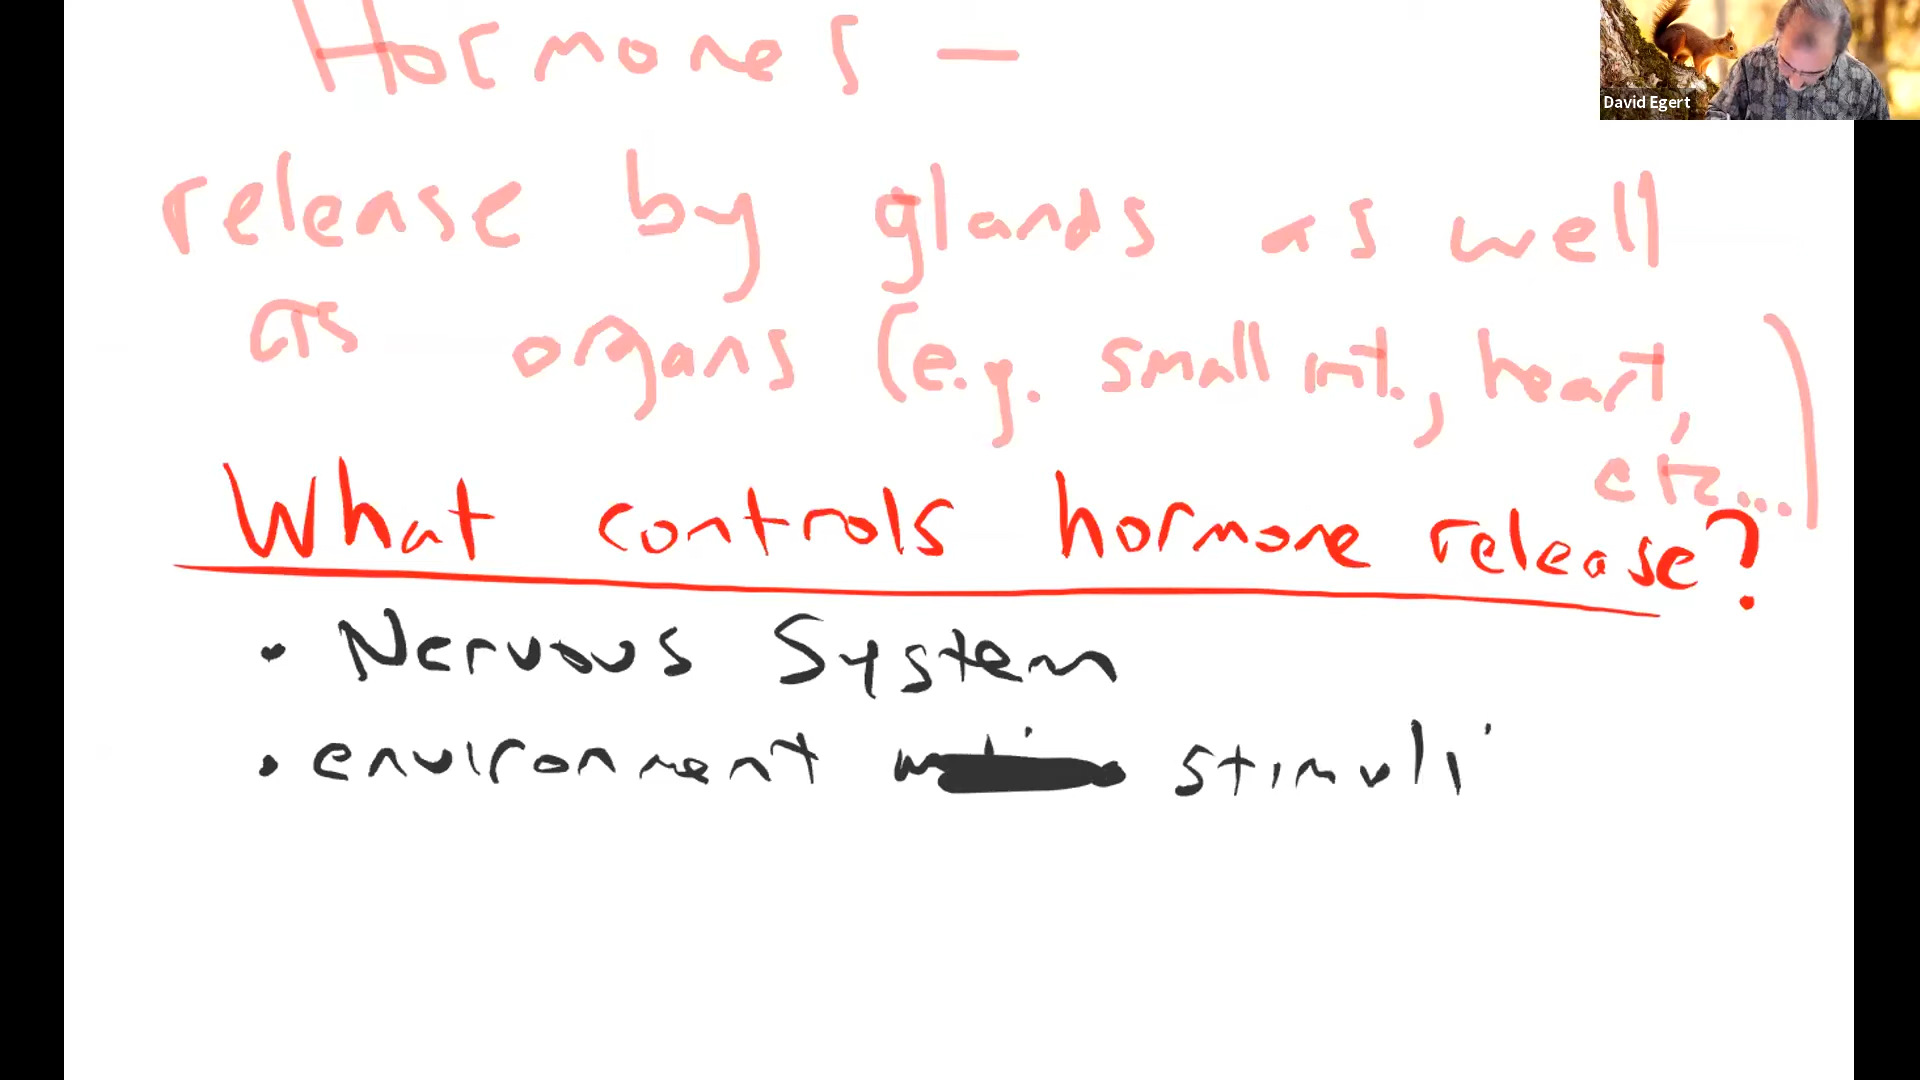 Hormones —
David Egert
release by glands as well
as organs (e.g. small int., heart,
etc...)
What controls hormone release?
• Nervous System
• environment stimuli